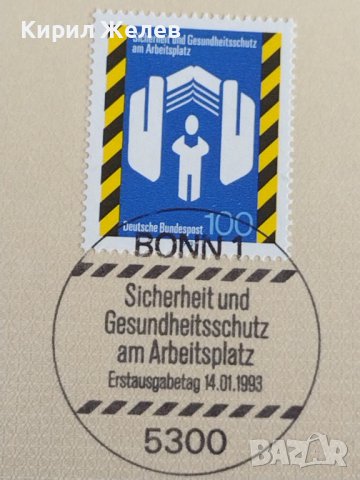 Кирил Желев
Sicherheit und Gesundheitsschutz
am Arbeitsplatz
Deutsche Bundespost 100
BONN 1
Sicherheit und
Gesundheitsschutz
am Arbeitsplatz
Erstausgabetag 14.01.1993
5300
BAZAR